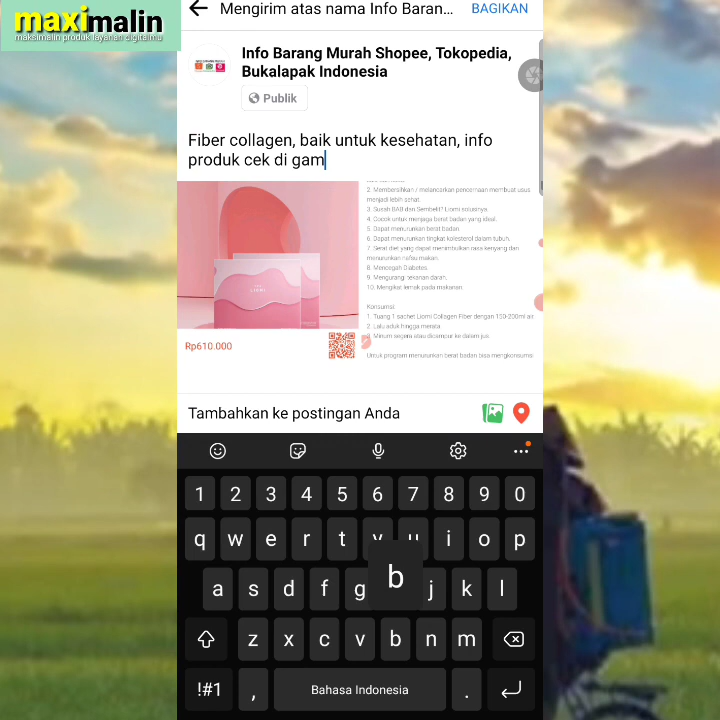 maximalin
maksimalin produk layanan digitalmu
Mengirim atas nama Info Baran...
BAGIKAN
Info Barang Murah Shopee, Tokopedia,
Bukalapak Indonesia
Publik
Fiber collagen, baik untuk kesehatan, info
produk cek di gam
2. Membersihkan / melancarkan pencernaan membuat usus
menjadi lebih sehat.
3. Susah BAB dan Sembelit? Liomi solusinya.
4. Cocok untuk menjaga berat badan yang ideal.
5. Dapat menurunkan berat badan.
6. Dapat menurunkan tingkat kolesterol dalam tubuh.
7. Serat diet yang dapat menimbulkan rasa kenyang dan
menurunkan nafsu makan.
8. Mencegah Diabetes.
9. Mengurangi tekanan darah.
10. Mengikat lemak pada makanan.
Konsumsi:
1. Tuang 1 sachet Liomi Collagen Fiber dengan 150-200ml air
2. Lalu aduk hingga merata.
3. Minum segera atau dicampur ke dalam jus.
Untuk program menurunkan berat badan bisa mengkonsumsi
LIOMI
Rp610.000
Tambahkan ke postingan Anda
1 2 3 4 5 6 7 8 9 0
q w e r t y u i o p
a s d f g b j k l
z x c v b n m
!#1 , Bahasa Indonesia .